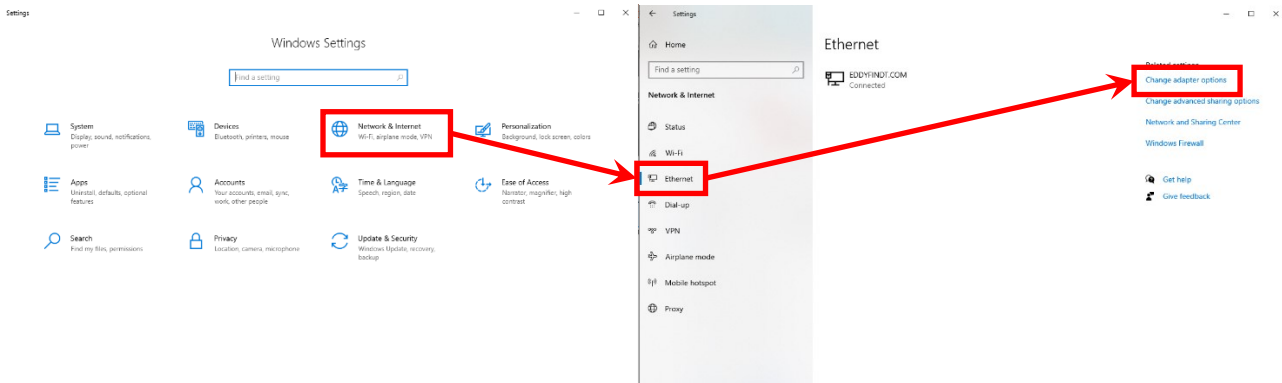 Settings
Windows Settings
Find a setting
System
Display, sound, notifications,
power
Devices
Bluetooth, printers, mouse
Network & Internet
Wi-Fi, airplane mode, VPN
Personalization
Background, lock screen, colors
Apps
Uninstall, defaults, optional
features
Accounts
Your accounts, email, sync,
work, other people
Time & Language
Speech, region, date
Ease of Access
Narrator, magnifier, high
contrast
Search
Find my files, permissions
Privacy
Location, camera, microphone
Update & Security
Windows Update, recovery,
backup
Settings
Home
Find a setting
Network & Internet
Status
Wi-Fi
Ethernet
Dial-up
VPN
Airplane mode
Mobile hotspot
Proxy
Ethernet
EDDYFINDT.COM
Connected
Related settings
Change adapter options
Change advanced sharing options
Network and Sharing Center
Windows Firewall
Get help
Give feedback